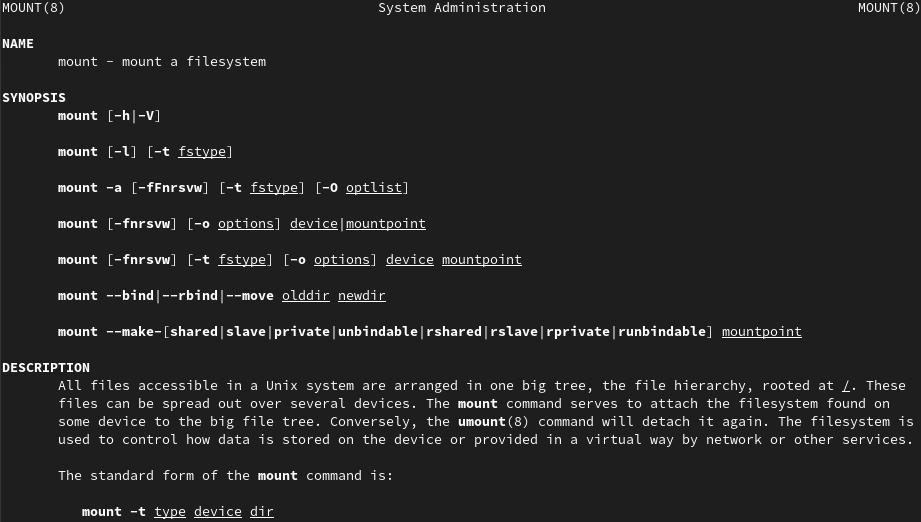 MOUNT(8) System Administration MOUNT(8)
NAME
mount - mount a filesystem
SYNOPSIS
mount [-h|-V]
mount [-l] [-t fstype]
mount -a [-fFnrsvw] [-t fstype] [-O optlist]
mount [-fnrsvw] [-o options] device|mountpoint
mount [-fnrsvw] [-t fstype] [-o options] device mountpoint
mount --bind|--rbind|--move olddir newdir
mount --make-[shared|slave|private|unbindable|rshared|rslave|rprivate|runbindable] mountpoint
DESCRIPTION
All files accessible in a Unix system are arranged in one big tree, the file hierarchy, rooted at /. These
files can be spread out over several devices. The mount command serves to attach the filesystem found on
some device to the big file tree. Conversely, the umount(8) command will detach it again. The filesystem is
used to control how data is stored on the device or provided in a virtual way by network or other services.
The standard form of the mount command is:
mount -t type device dir